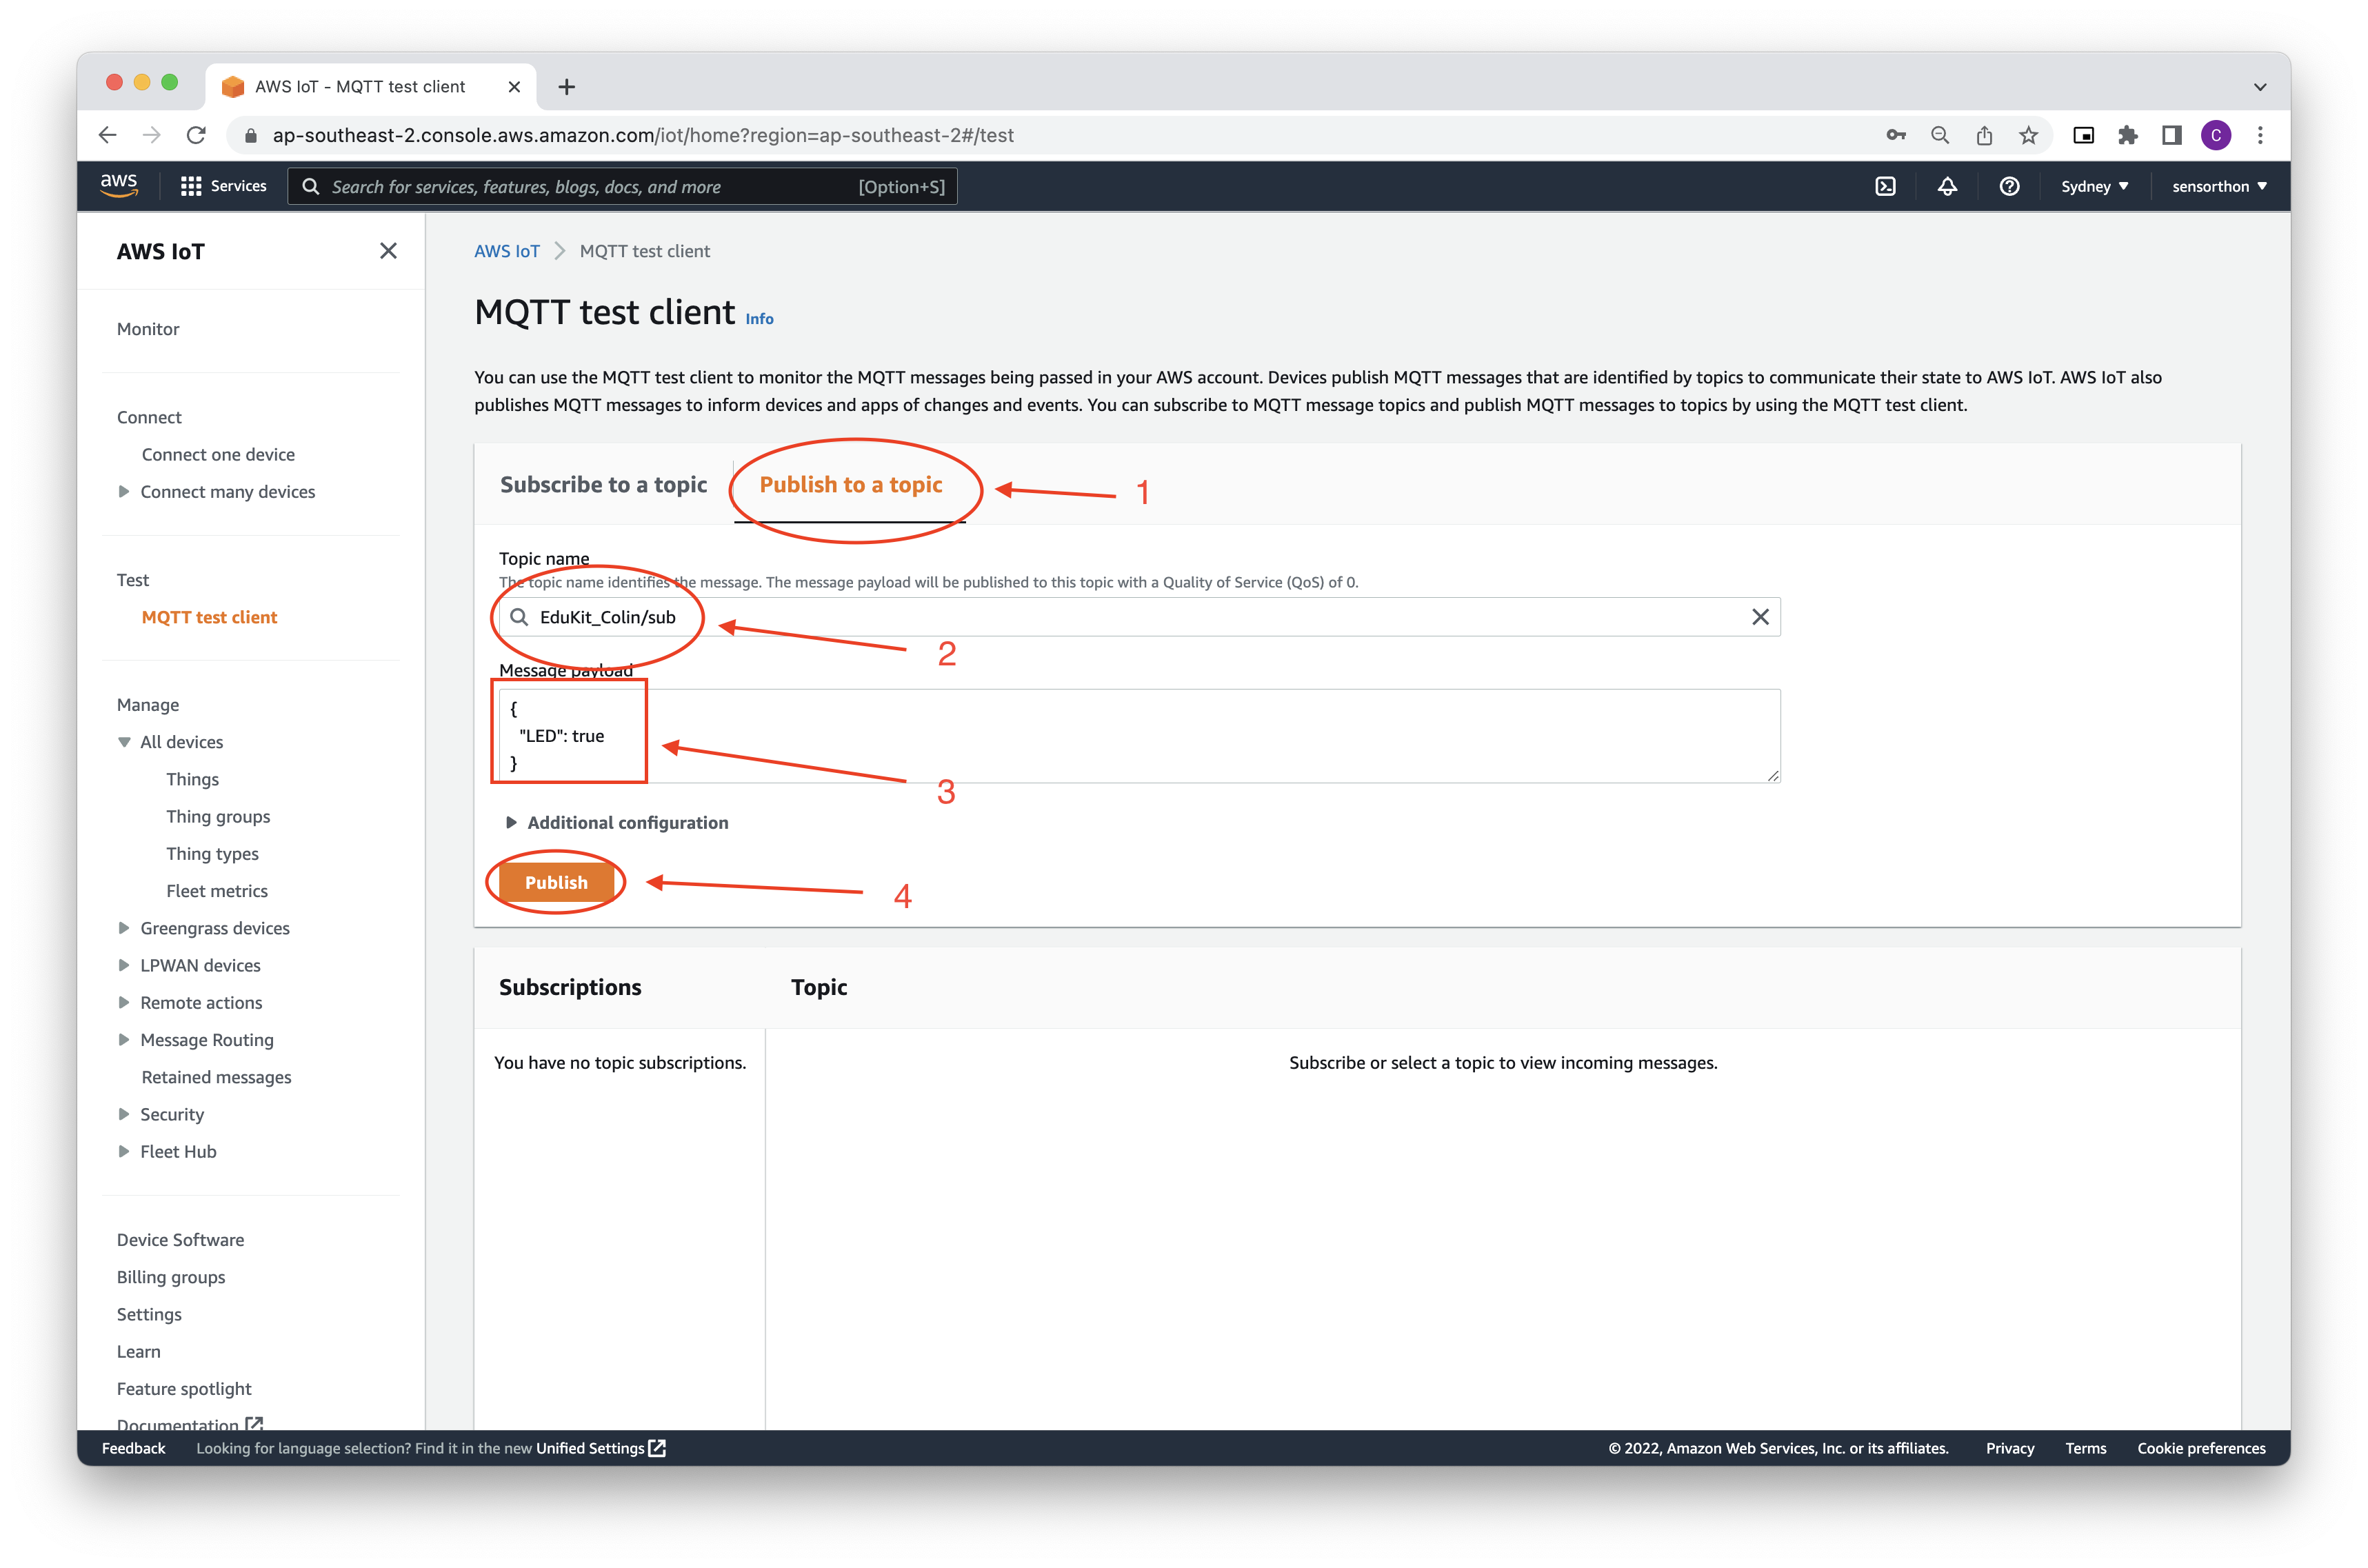 AWS IoT - MQTT test client
ap-southeast-2.console.aws.amazon.com/iot/home?region=ap-southeast-2#/test
C
aws
Services
Search for services, features, blogs, docs, and more
[Option+S]
Sydney
sensorthon
AWS IoT
Monitor
Connect
Connect one device
Connect many devices
Test
MQTT test client
Manage
All devices
Things
Thing groups
Thing types
Fleet metrics
Greengrass devices
LPWAN devices
Remote actions
Message Routing
Retained messages
Security
Fleet Hub
Device Software
Billing groups
Settings
Learn
Feature spotlight
Documentation
AWS IoT
MQTT test client
MQTT test client Info
You can use the MQTT test client to monitor the MQTT messages being passed in your AWS account. Devices publish MQTT messages that are identified by topics to communicate their state to AWS IoT. AWS IoT also
publishes MQTT messages to inform devices and apps of changes and events. You can subscribe to MQTT message topics and publish MQTT messages to topics by using the MQTT test client.
Subscribe to a topic
Publish to a topic
1
Topic name
The topic name identifies the message. The message payload will be published to this topic with a Quality of Service (QoS) of 0.
EduKit_Colin/sub
2
Message payload
{
"LED": true
}
3
Additional configuration
Publish
4
Subscriptions
Topic
You have no topic subscriptions.
Subscribe or select a topic to view incoming messages.
Feedback
Looking for language selection? Find it in the new Unified Settings
© 2022, Amazon Web Services, Inc. or its affiliates.
Privacy
Terms
Cookie preferences